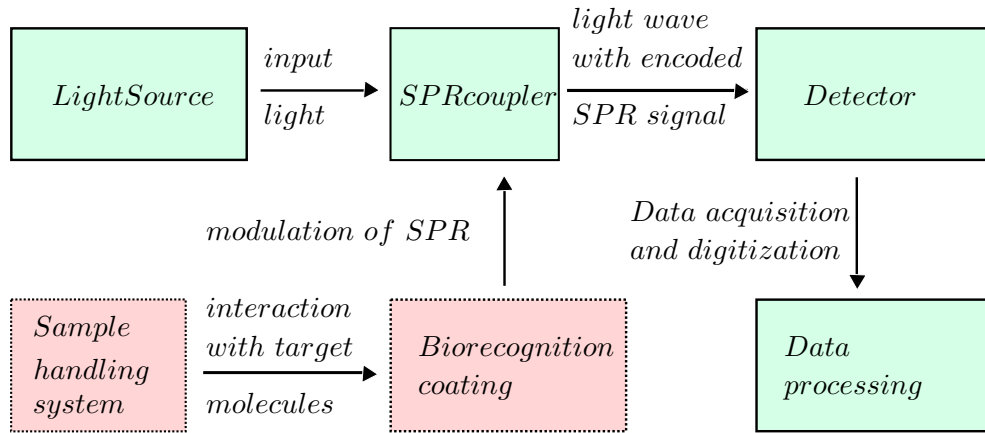 LightSource
input
light
SPRcoupler
light wave
with encoded
SPR signal
Detector
modulation of SPR
Data acquisition
and digitization
Sample
handling
system
interaction
with target
molecules
Biorecognition
coating
Data
processing